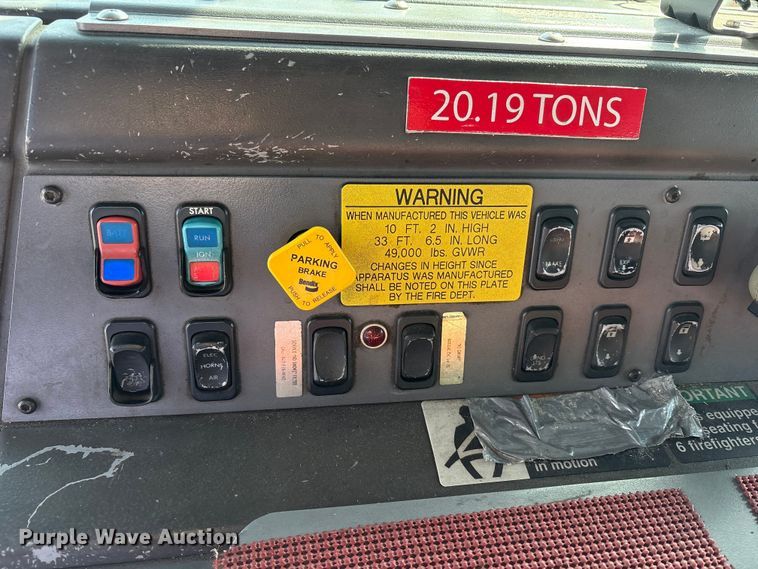 20.19 TONS
BATT
START
RUN
IGN
PULL TO APPLY
PARKING
BRAKE
Bendix
PUSH TO RELEASE
WARNING
WHEN MANUFACTURED THIS VEHICLE WAS
10 FT. 2 IN. HIGH
33 FT. 6.5 IN. LONG
49,000 lbs. GVWR
CHANGES IN HEIGHT SINCE
APPARATUS WAS MANUFACTURED
SHALL BE NOTED ON THIS PLATE
BY THE FIRE DEPT.
BRAKE
ELEC
HORNS
AIR
ORTANT
equippe
seating f
6 firefighters
in motion
Purple Wave Auction